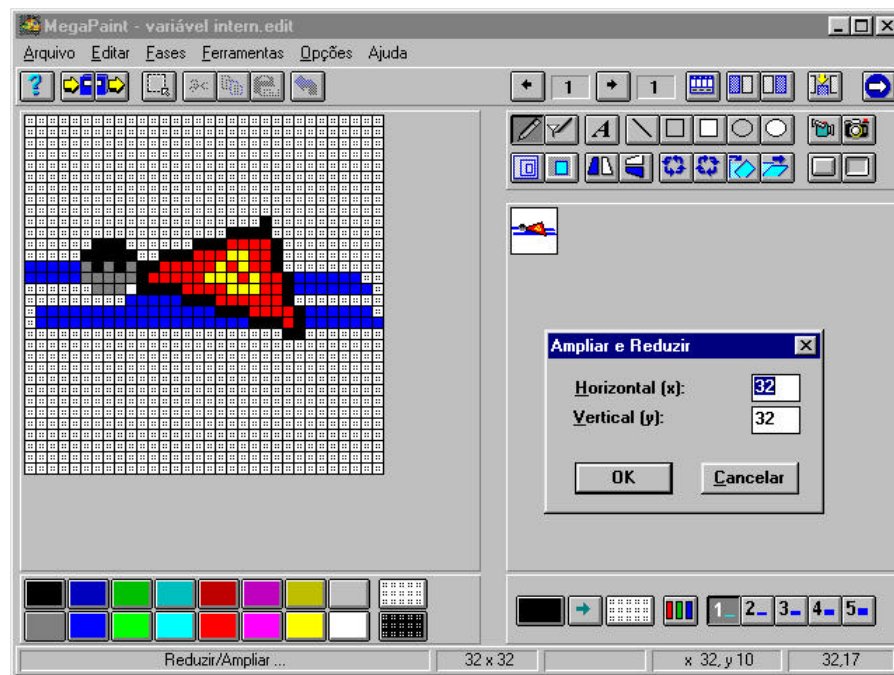 MegaPaint - variável intern.edit
Arquivo Editar Fases Ferramentas Opções Ajuda
? 1 1
A
Ampliar e Reduzir
Horizontal (x): 32
Vertical (y): 32
OK Cancelar
1 2 3 4 5
Reduzir/Ampliar ... 32 x 32 x 32, y 10 32,17